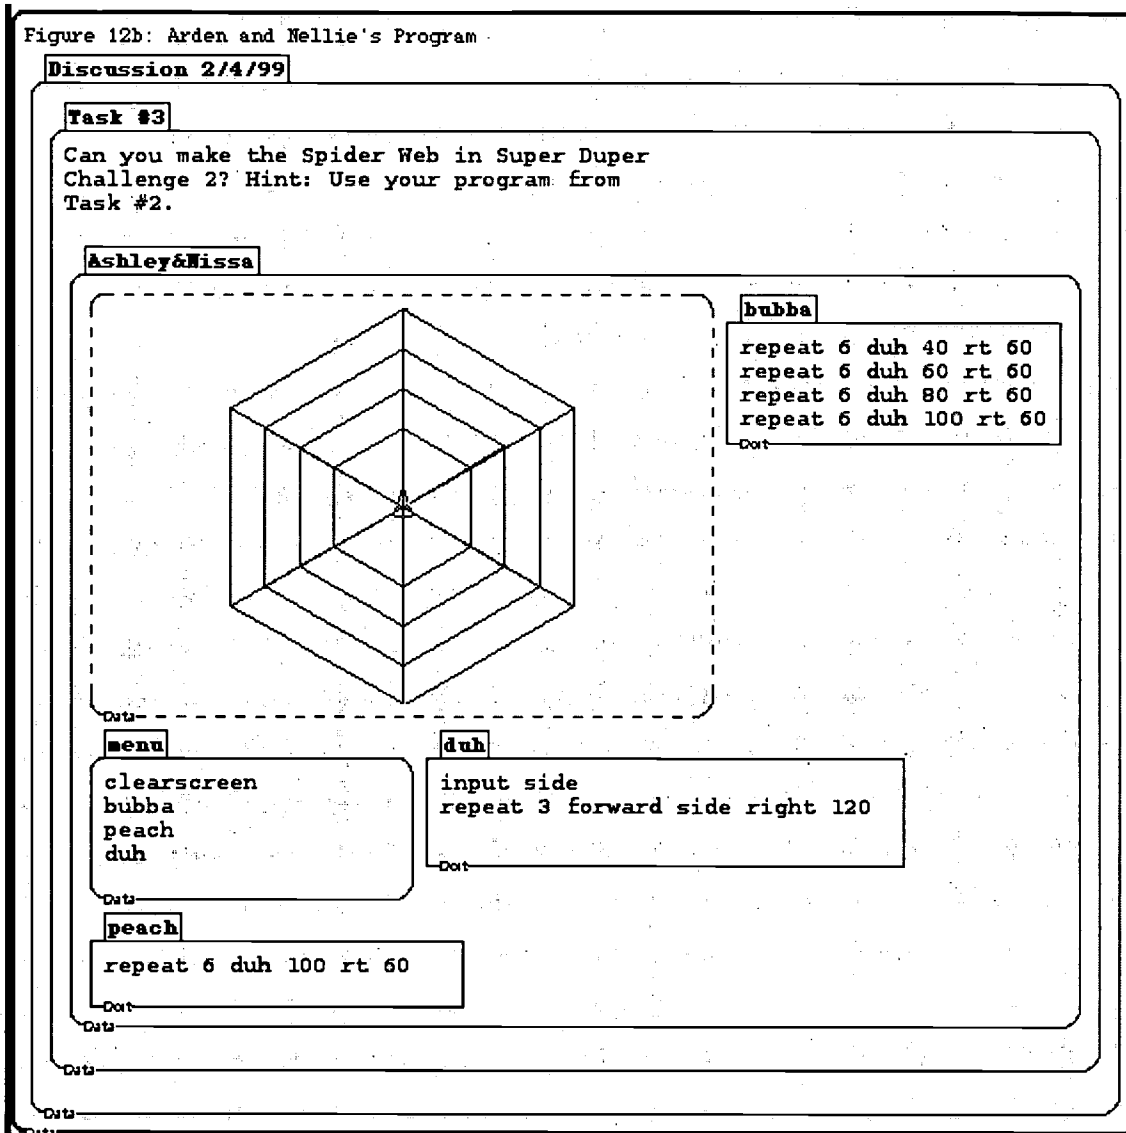 Figure 12b: Arden and Nellie's Program
Discussion 2/4/99
Task #3
Can you make the Spider Web in Super Duper
Challenge 2? Hint: Use your program from
Task #2.
Ashley&Nissa
bubba
repeat 6 duh 40 rt 60
repeat 6 duh 60 rt 60
repeat 6 duh 80 rt 60
repeat 6 duh 100 rt 60
Doit
Data
menu
clearscreen
bubba
peach
duh
Data
duh
input side
repeat 3 forward side right 120
Doit
peach
repeat 6 duh 100 rt 60
Doit
Data
Data
Data
Data